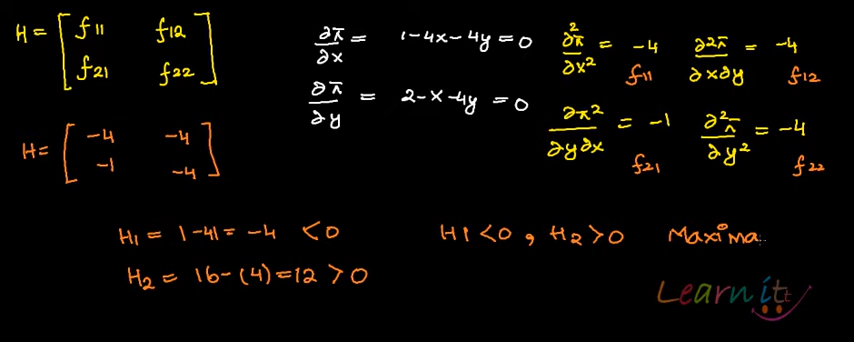 H = [ f11 f12
f21 f22 ]
∂π/∂x = 1-4x-4y=0
∂π/∂y = 2-x-4y=0
∂²π/∂x² = -4 f11
∂2π/∂x∂y = -4 f12
∂π²/∂y∂x = -1 f21
∂²π/∂y² = -4 f22
H= [ -4 -4
-1 -4 ]
H1 = |-4|= -4 <0
H2 = 16-(4)=12 >0
H1<0, H2>0 Maxima
Learnitt